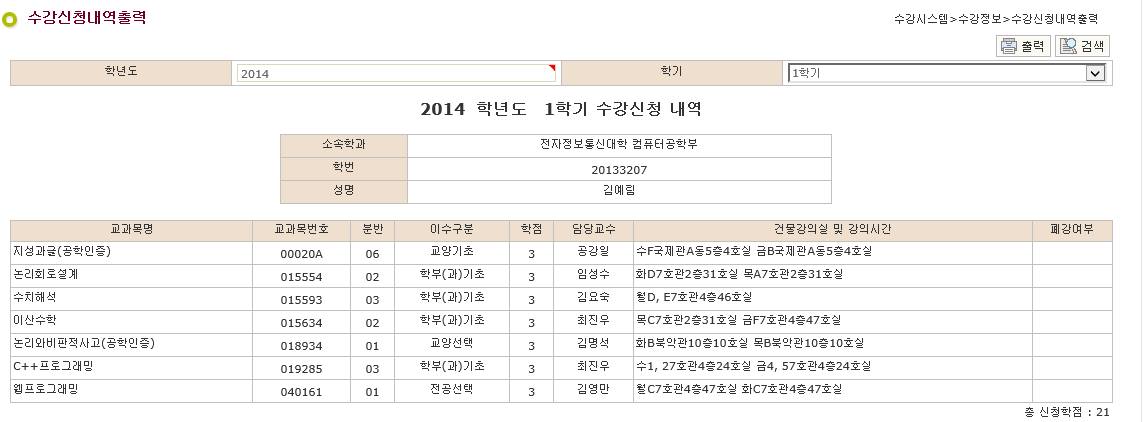 수강신청내역출력
수강시스템>수강정보>수강신청내역출력
출력 검색
학년도 2014 학기 1학기
2014 학년도 1학기 수강신청 내역
소속학과 전자정보통신대학 컴퓨터공학부
학번 20133207
성명 김예림
교과목명 교과목번호 분반 이수구분 학점 담당교수 건물강의실 및 강의시간 폐강여부
지성과글(공학인증) 00020A 06 교양기초 3 공강일 수F국제관A동5층4호실 금B국제관A동5층4호실
논리회로설계 015554 02 학부(과)기초 3 임성수 화D7호관2층31호실 목A7호관2층31호실
수치해석 015593 03 학부(과)기초 3 김요숙 월D, E7호관4층46호실
이산수학 015634 02 학부(과)기초 3 최진우 목C7호관2층31호실 금F7호관4층47호실
논리와비판적사고(공학인증) 018934 01 교양선택 3 김명석 화B북악관10층10호실 목B북악관10층10호실
C++프로그래밍 019285 03 학부(과)기초 3 최진우 수1, 27호관4층24호실 금4, 57호관4층24호실
웹프로그래밍 040161 01 전공선택 3 김영만 월C7호관4층47호실 화C7호관4층47호실
총 신청학점 : 21